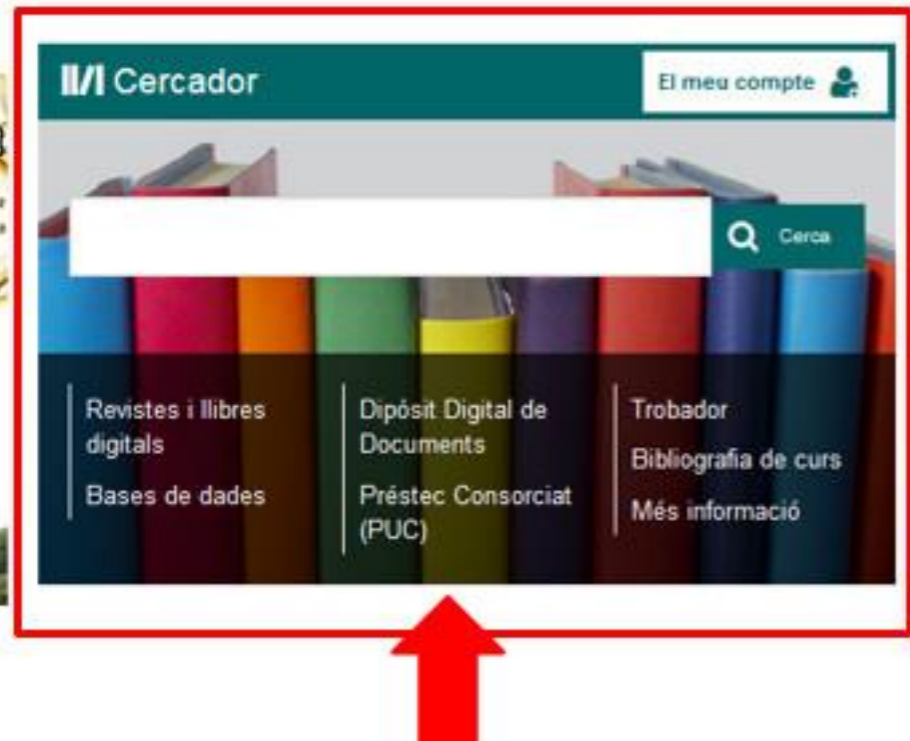 Cercador
El meu compte
Cerca
Revistes i llibres
digitals
Bases de dades
Dipòsit Digital de
Documents
Préstec Consorciat
(PUC)
Trobador
Bibliografia de curs
Més informació